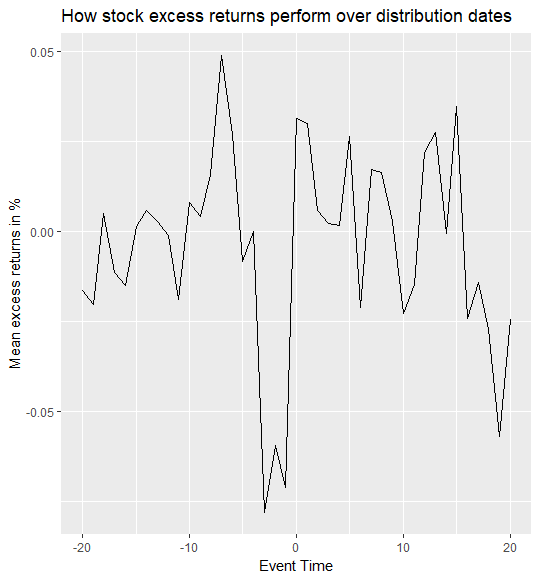 How stock excess returns perform over distribution dates
0.05
0.00
-0.05
Mean excess returns in %
-20
-10
0
10
20
Event Time